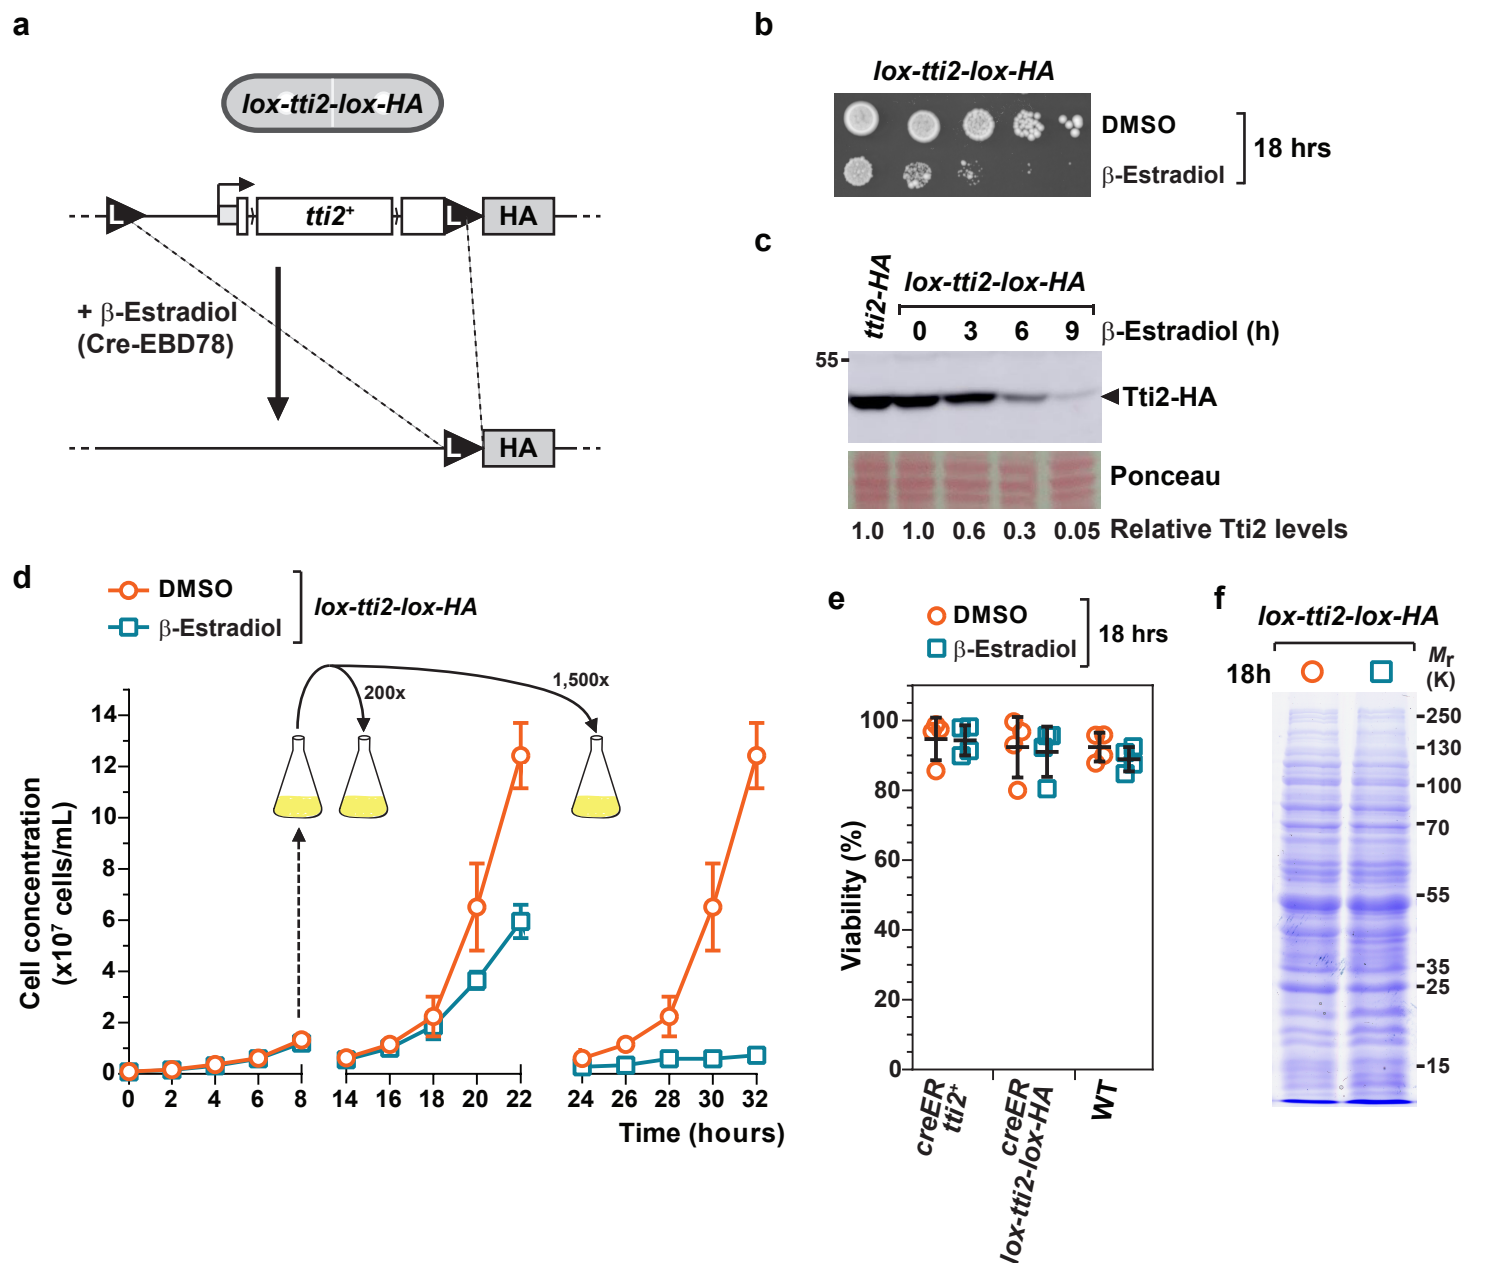 a
lox-tti2-lox-HA
L
tti2⁺
L
HA
+ β-Estradiol
(Cre-EBD78)
L
HA
b
lox-tti2-lox-HA
DMSO
β-Estradiol
18 hrs
c
tti2-HA
lox-tti2-lox-HA
0 3 6 9 β-Estradiol (h)
55
Tti2-HA
Ponceau
1.0 1.0 0.6 0.3 0.05 Relative Tti2 levels
d
DMSO
β-Estradiol
lox-tti2-lox-HA
200x
1,500x
Cell concentration
(x10⁷ cells/mL)
14
12
10
8
6
4
2
0
0 2 4 6 8 14 16 18 20 22 24 26 28 30 32
Time (hours)
e
DMSO
β-Estradiol
18 hrs
Viability (%)
100
80
60
40
20
0
creER
tti2⁺
creER
lox-tti2-lox-HA
WT
f
lox-tti2-lox-HA
18h
Mr
(K)
250
130
100
70
55
35
25
15